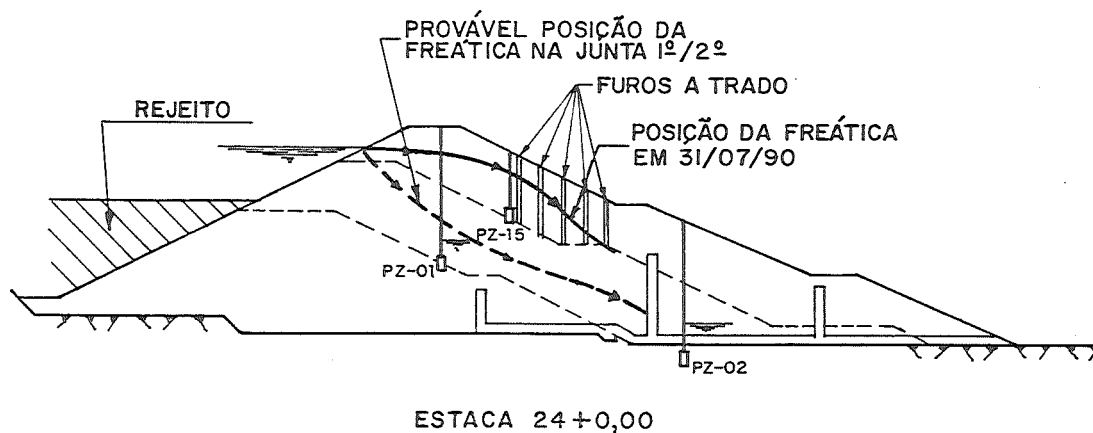 PROVÁVEL POSIÇÃO DA
FREÁTICA NA JUNTA 1º/2º
FUROS A TRADO
REJEITO
POSIÇÃO DA FREÁTICA
EM 31/07/90
PZ-15
PZ-01
PZ-02
ESTACA 24+0,00